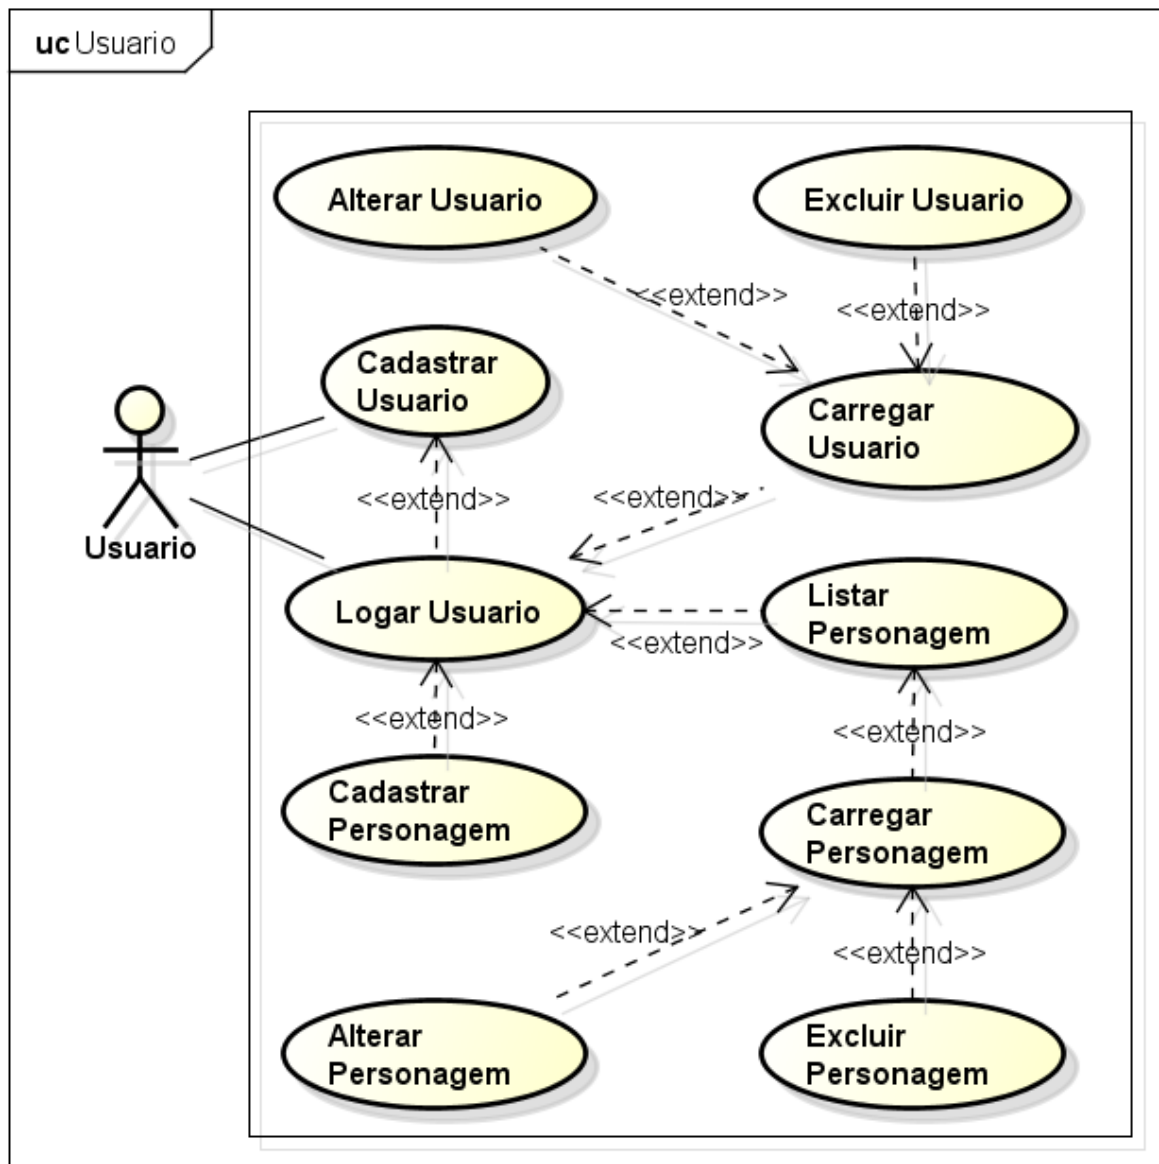 uc Usuario
Alterar Usuario
Excluir Usuario
<<extend>>
<<extend>>
Cadastrar
Usuario
Carregar
Usuario
<<extend>>
<<extend>>
Usuario
Logar Usuario
Listar
Personagem
<<extend>>
<<extend>>
<<extend>>
Cadastrar
Personagem
Carregar
Personagem
<<extend>>
<<extend>>
Alterar
Personagem
Excluir
Personagem